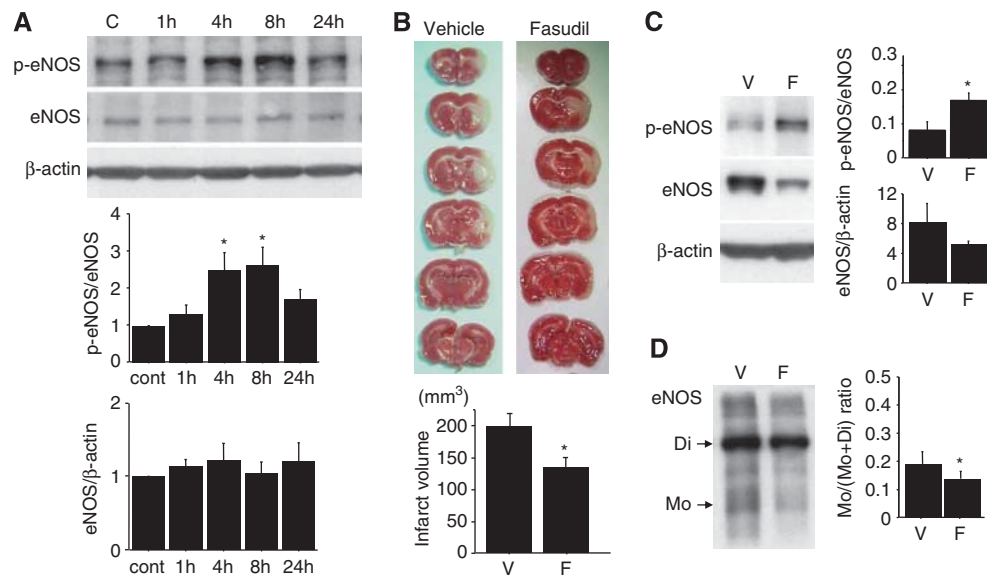 A
C 1h 4h 8h 24h
p-eNOS
eNOS
β-actin
p-eNOS/eNOS
4
3
2
1
0
* *
cont 1h 4h 8h 24h
eNOS/β-actin
2
1
0
cont 1h 4h 8h 24h
B
Vehicle Fasudil
(mm³)
Infarct volume
200
150
100
50
0
*
V F
C
V F
p-eNOS
eNOS
β-actin
p-eNOS/eNOS
0.3
0.2
0.1
0
*
V F
eNOS/β-actin
12
8
4
0
V F
D
V F
eNOS
Di
Mo
Mo/(Mo+Di) ratio
0.5
0.4
0.3
0.2
0.1
0
*
V F